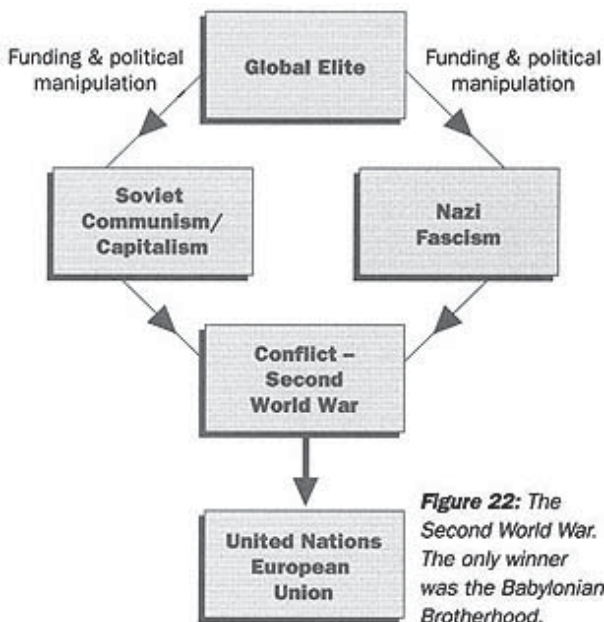 Funding & political
manipulation
Global Elite
Funding & political
manipulation
Soviet
Communism/
Capitalism
Nazi
Fascism
Conflict –
Second
World War
United Nations
European
Union
Figure 22: The
Second World War.
The only winner
was the Babylonian
Brotherhood.